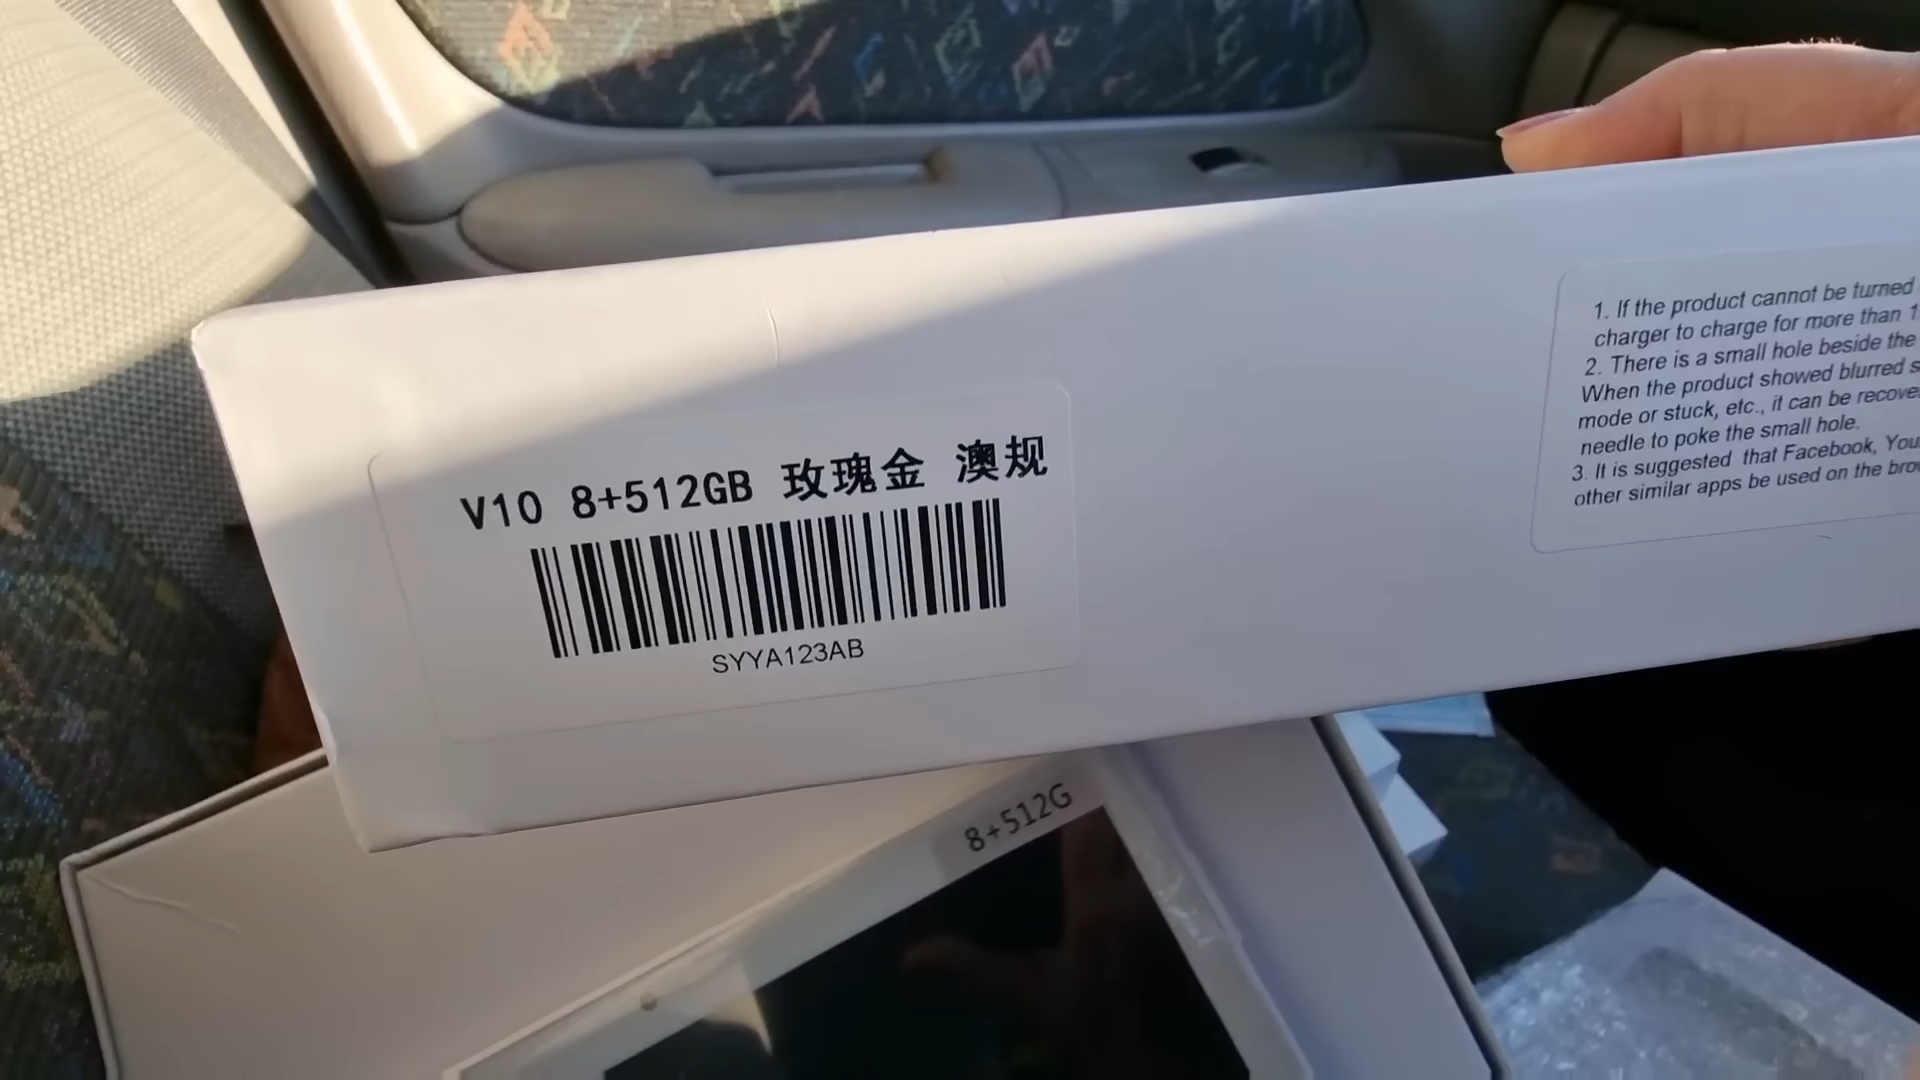 V10 8+512GB 玫瑰金 澳规
SYYA123AB
1. If the product cannot be turned
charger to charge for more than
2. There is a small hole beside the
When the product showed blurred
mode or stuck, etc., it can be
needle to poke the small hole.
3. It is suggested that Facebook,
other similar apps be used on the
8+512G